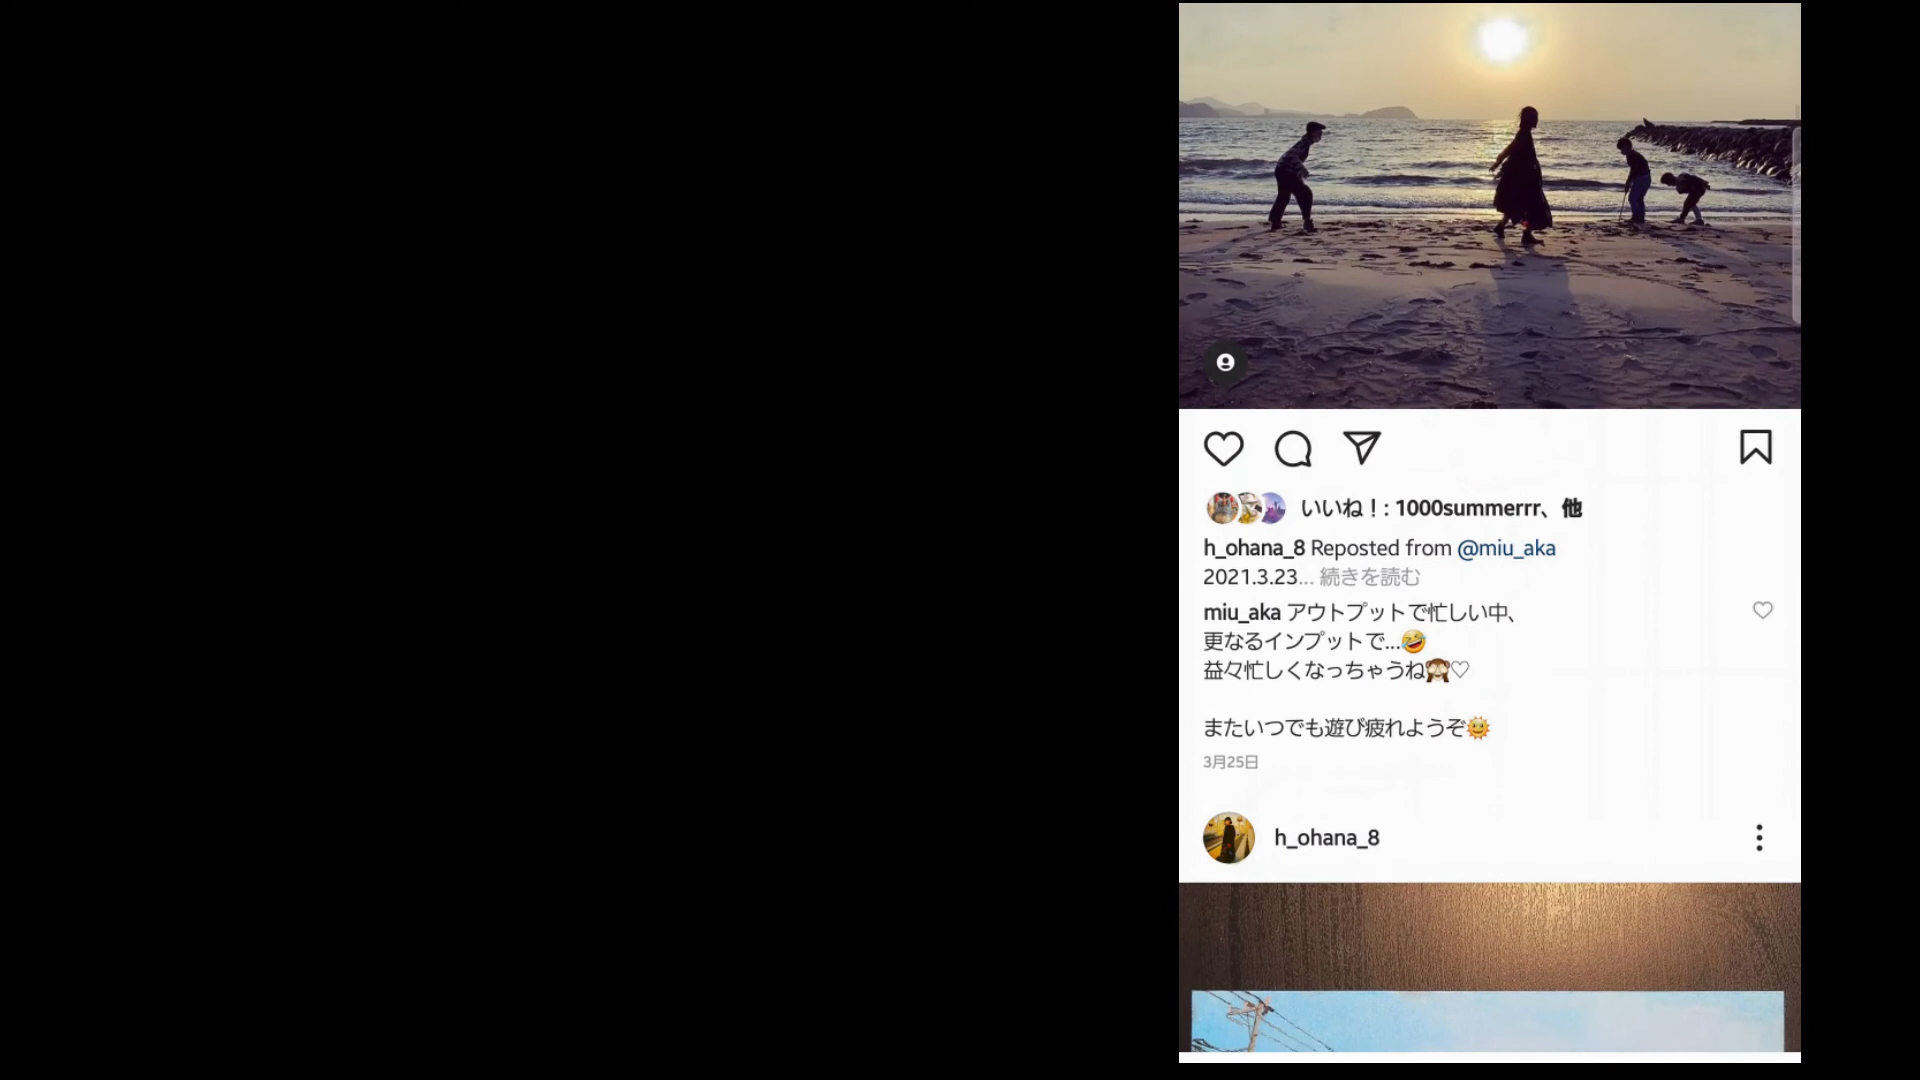 いいね！: 1000summerrr、他
h_ohana_8 Reposted from @miu_aka
2021.3.23... 続きを読む
miu_aka アウトプットで忙しい中、
更なるインプットで...🤣
益々忙しくなっちゃうね🙈♡
またいつでも遊び疲れようぞ🌞
3月25日
h_ohana_8